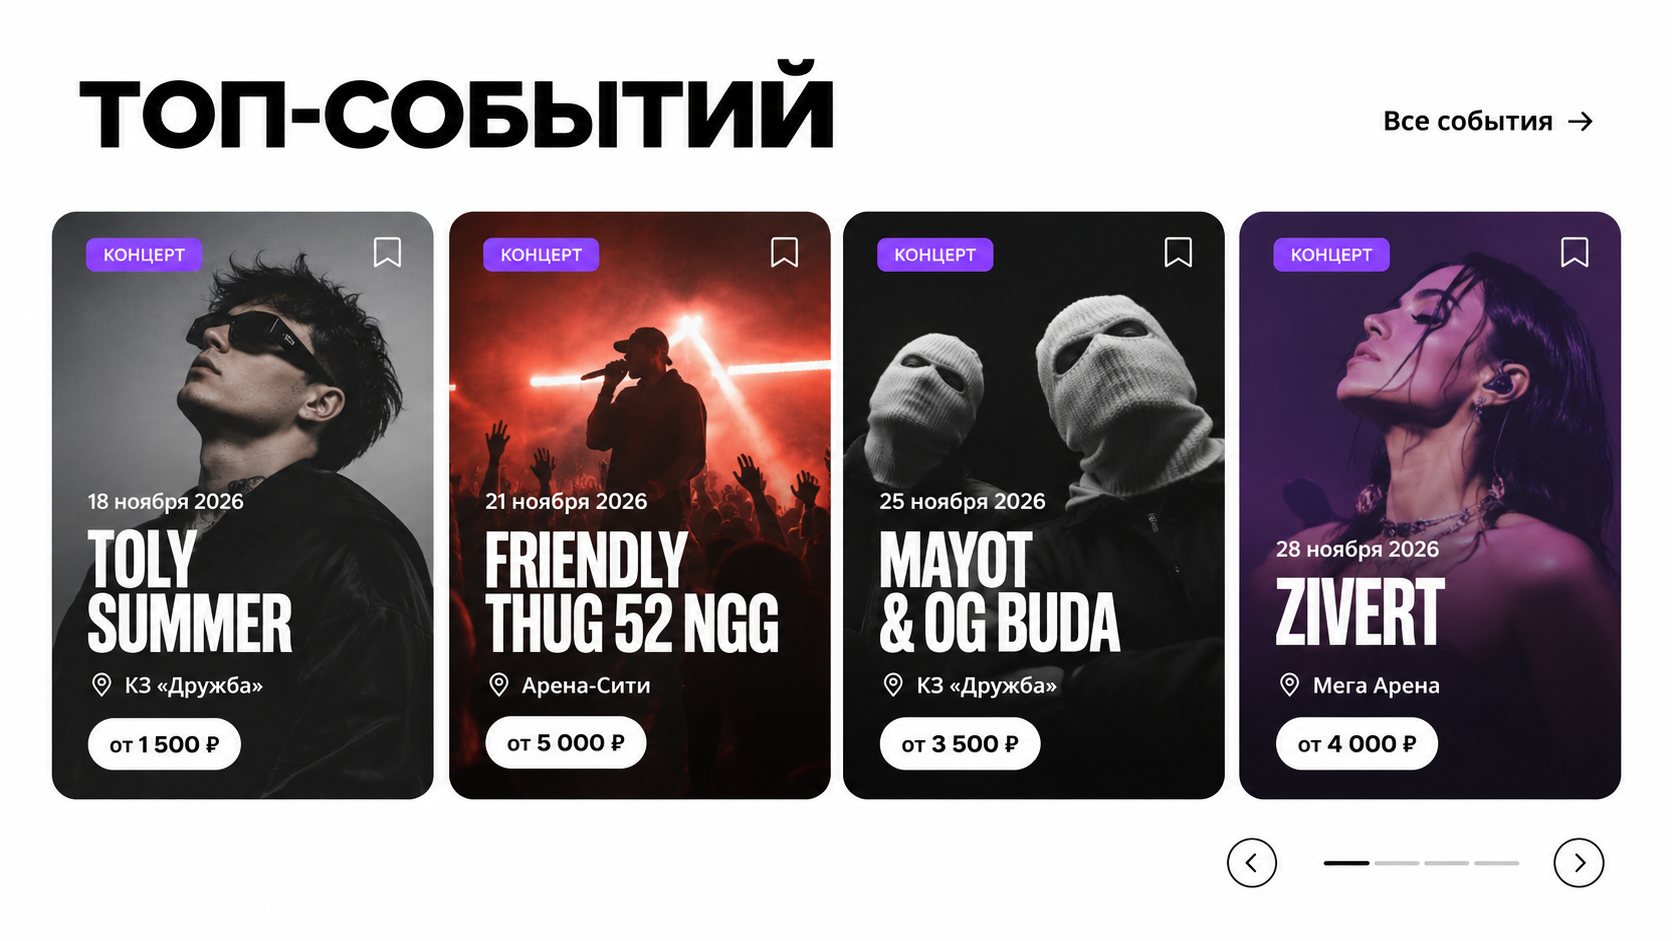 ТОП-СОБЫТИЙ
Все события
КОНЦЕРТ
18 ноября 2026
TOLY
SUMMER
КЗ «Дружба»
от 1 500 ₽
КОНЦЕРТ
21 ноября 2026
FRIENDLY
THUG 52 NGG
Арена-Сити
от 5 000 ₽
КОНЦЕРТ
25 ноября 2026
MAYOT
& OG BUDA
КЗ «Дружба»
от 3 500 ₽
КОНЦЕРТ
28 ноября 2026
ZIVERT
Мега Арена
от 4 000 ₽